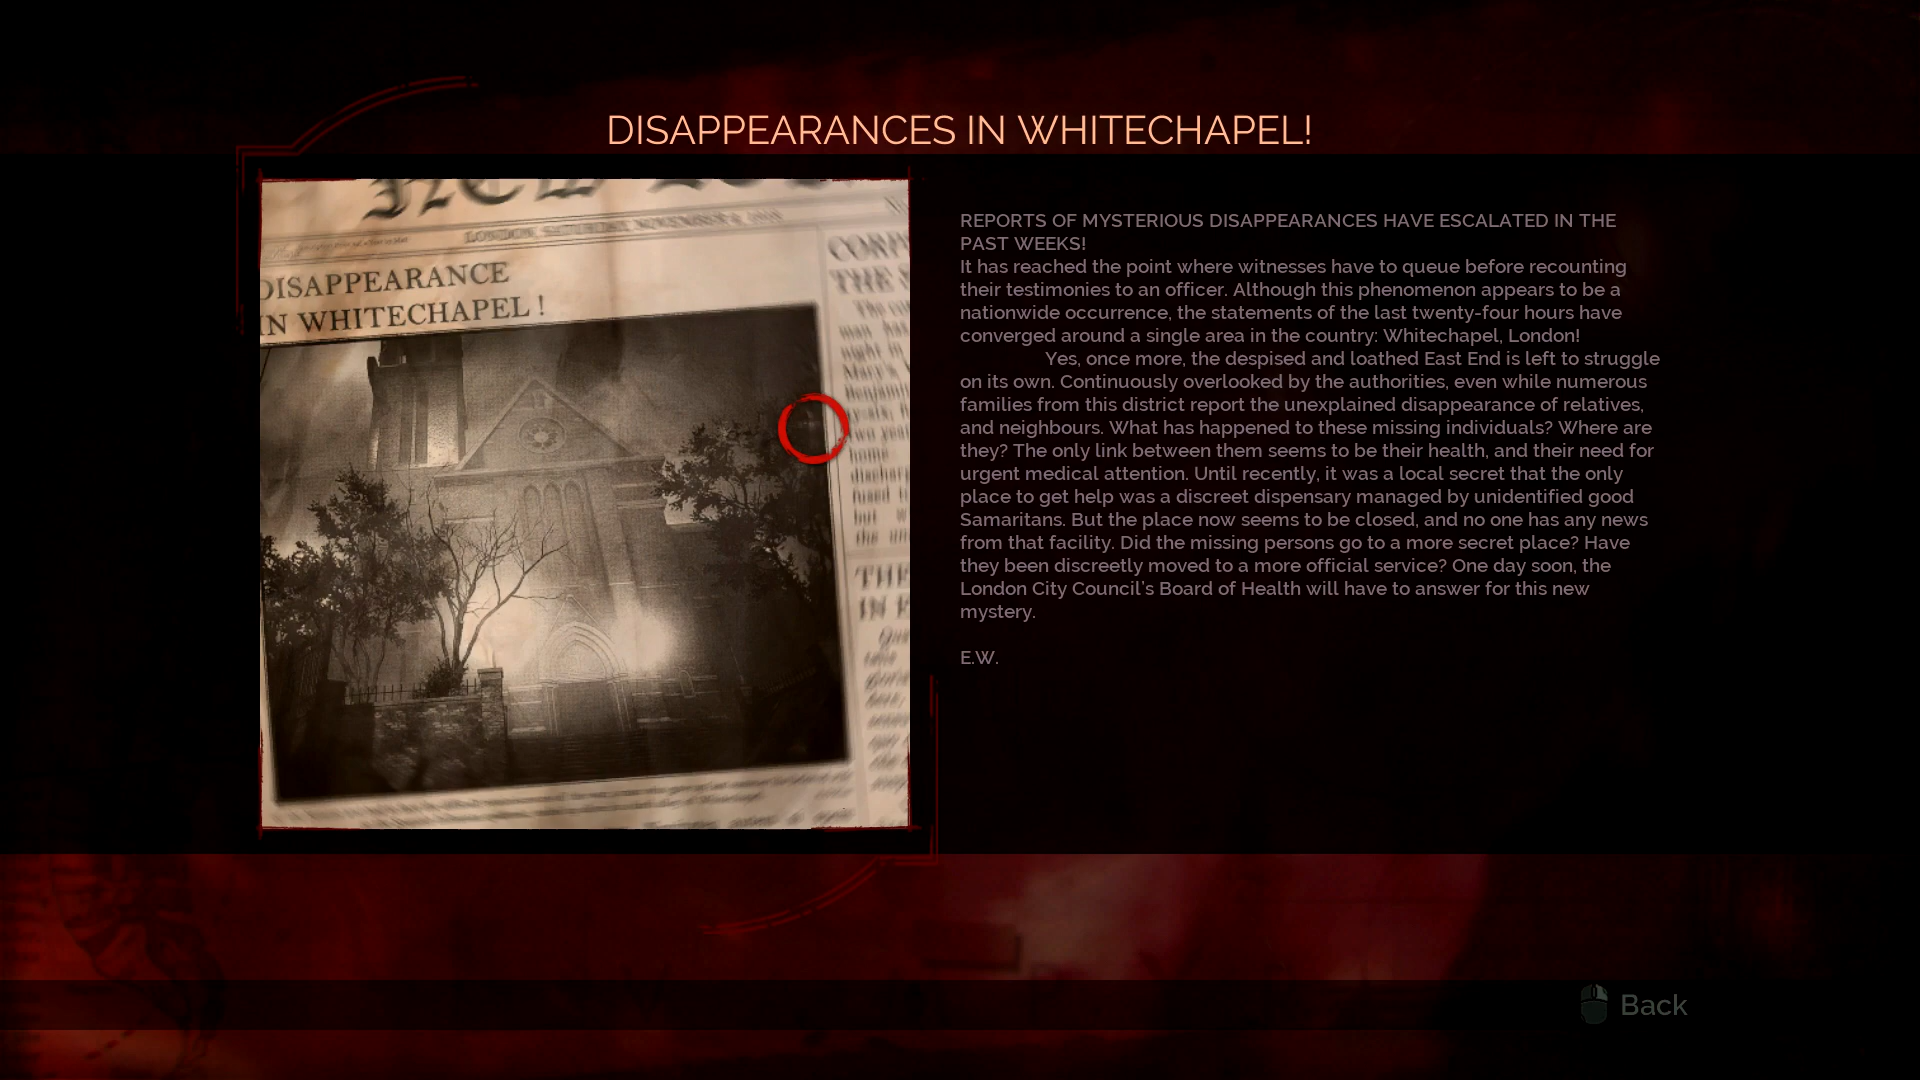 DISAPPEARANCES IN WHITECHAPEL!
DISAPPEARANCE
IN WHITECHAPEL !
REPORTS OF MYSTERIOUS DISAPPEARANCES HAVE ESCALATED IN THE
PAST WEEKS!
It has reached the point where witnesses have to queue before recounting
their testimonies to an officer. Although this phenomenon appears to be a
nationwide occurrence, the statements of the last twenty-four hours have
converged around a single area in the country: Whitechapel, London!
Yes, once more, the despised and loathed East End is left to struggle
on its own. Continuously overlooked by the authorities, even while numerous
families from this district report the unexplained disappearance of relatives,
and neighbours. What has happened to these missing individuals? Where are
they? The only link between them seems to be their health, and their need for
urgent medical attention. Until recently, it was a local secret that the only
place to get help was a discreet dispensary managed by unidentified good
Samaritans. But the place now seems to be closed, and no one has any news
from that facility. Did the missing persons go to a more secret place? Have
they been discreetly moved to a more official service? One day soon, the
London City Council's Board of Health will have to answer for this new
mystery.
E.W.
Back